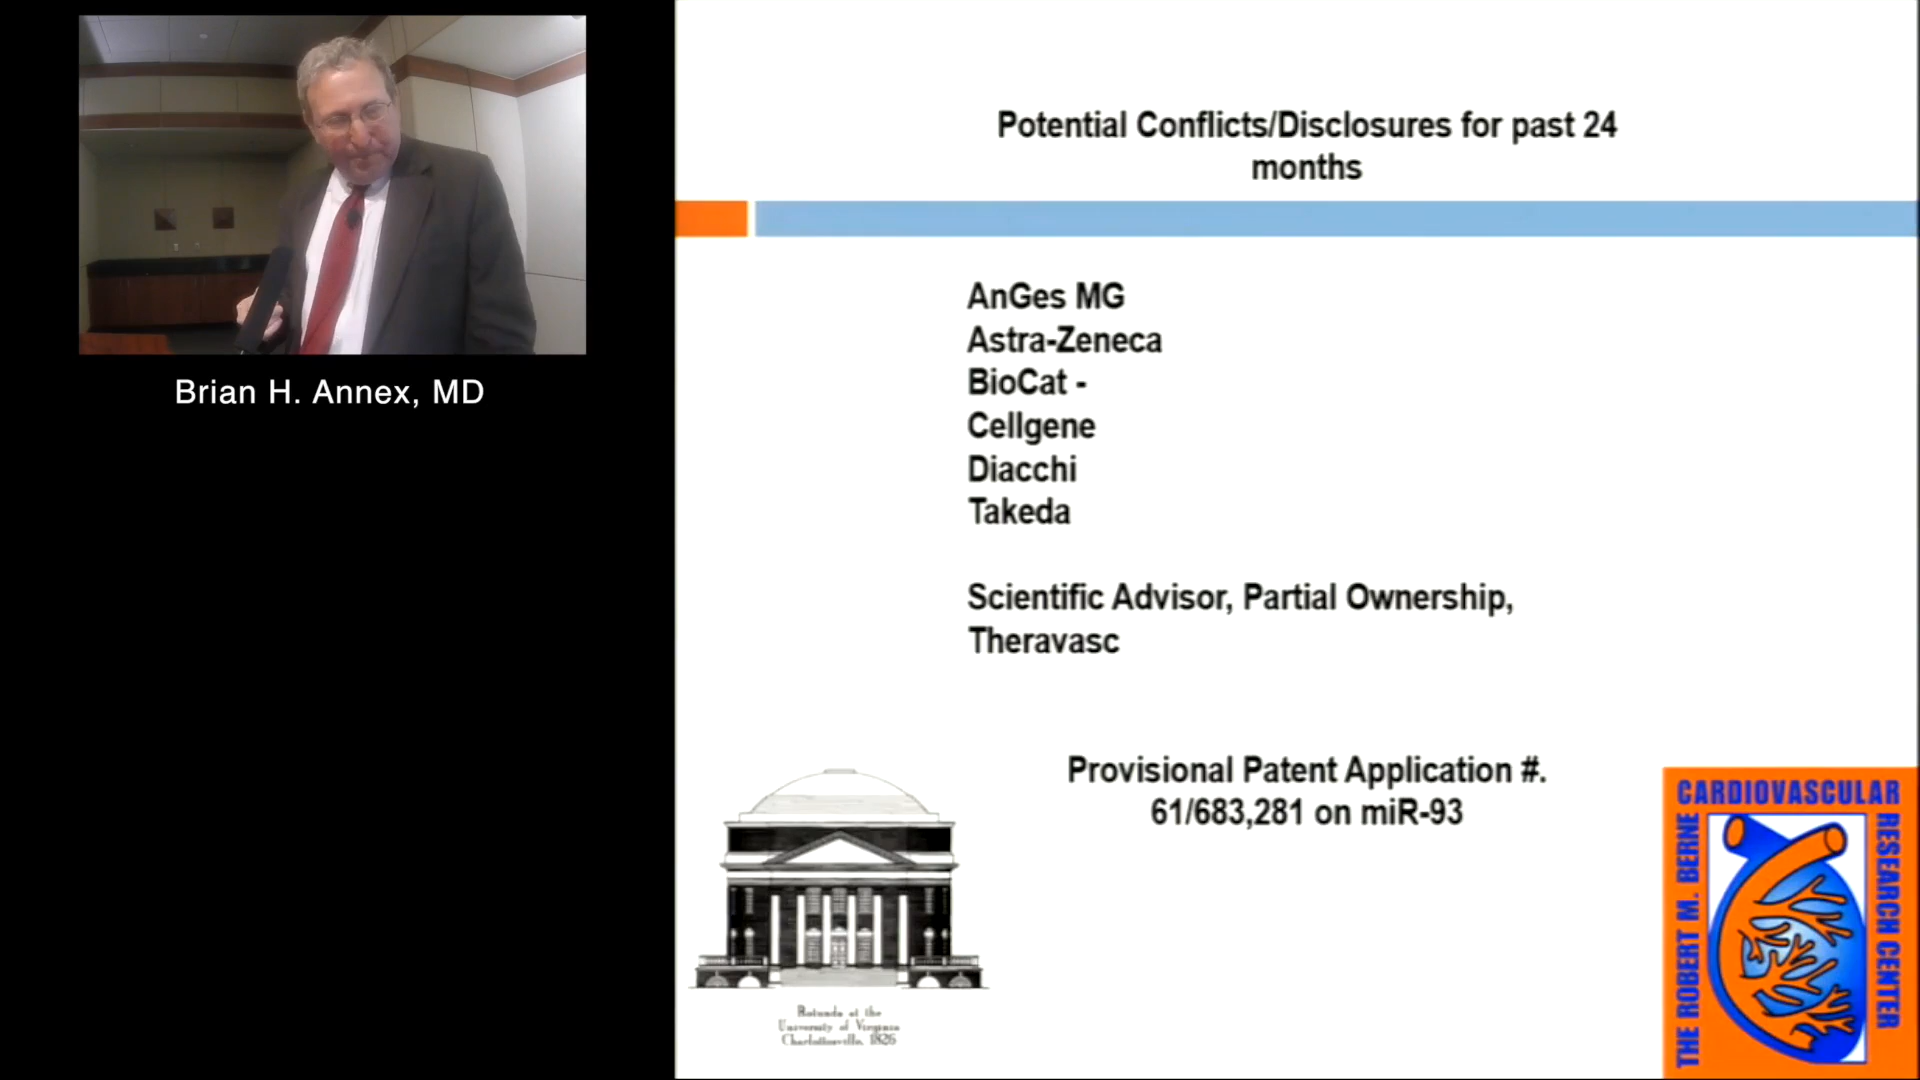 Brian H. Annex, MD
Potential Conflicts/Disclosures for past 24
months
AnGes MG
Astra-Zeneca
BioCat -
Cellgene
Diacchi
Takeda
Scientific Advisor, Partial Ownership,
Theravasc
Provisional Patent Application #.
61/683,281 on miR-93
Rotunda at the
University of Virginia
Charlottesville, 1826
THE ROBERT M. BERNE
CARDIOVASCULAR
RESEARCH CENTER